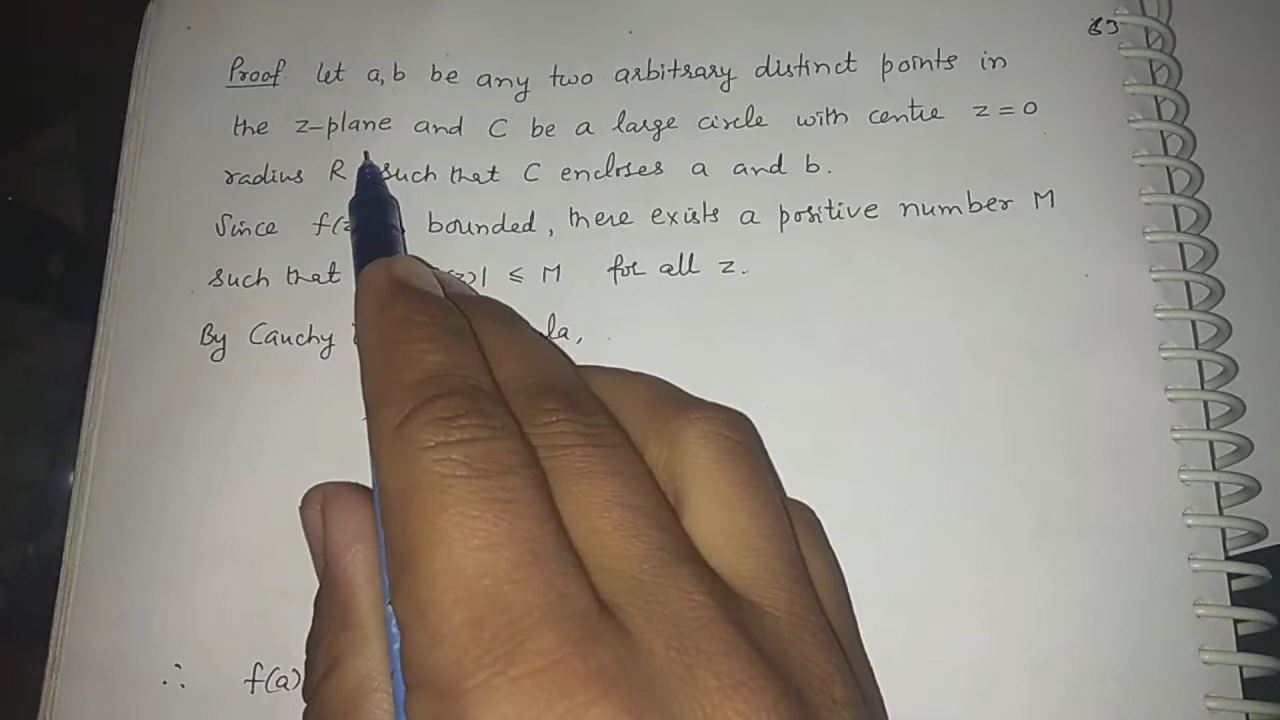 63
Proof. let a,b be any two arbitrary distinct points in
the z-plane and C be a large circle with centre z=0
radius R such that C encloses a and b.
Since f(z bounded, there exists a positive number M
such that (z)| ≤ M for all z.
By Cauchy la,
∴ f(a)